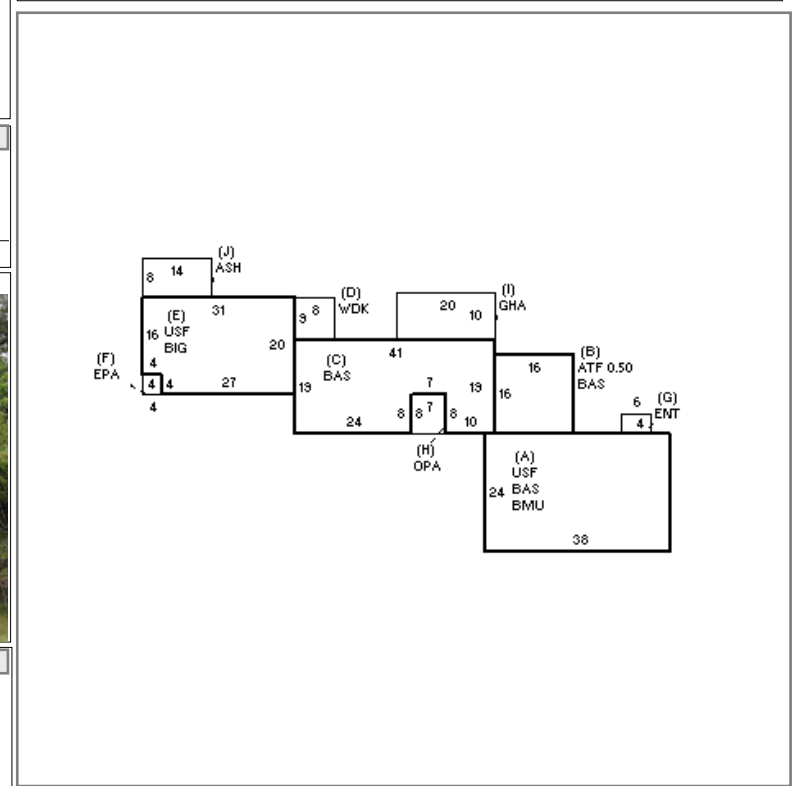 (J)
ASH
14
8
31
(E)
USF
BIG
16
20
4
(F)
EPA
4
4
27
4
(D)
WDK
8
9
(I)
GHA
20
10
41
(C)
BAS
19
19
7
7
8
8
8
24
10
(H)
OPA
(B)
ATF 0.50
BAS
16
16
6
(G)
ENT
4
(A)
USF
BAS
BMU
24
38